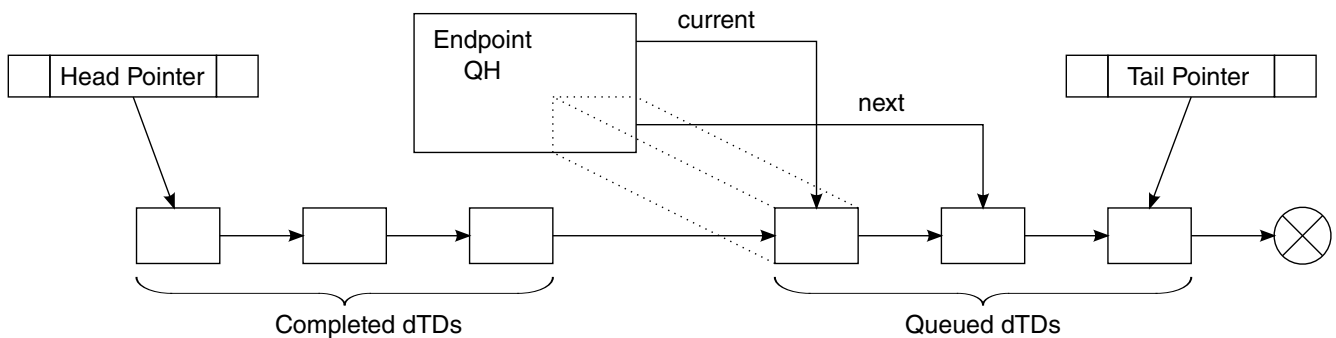 current
Endpoint
QH
Head Pointer
Tail Pointer
next
Completed dTDs
Queued dTDs